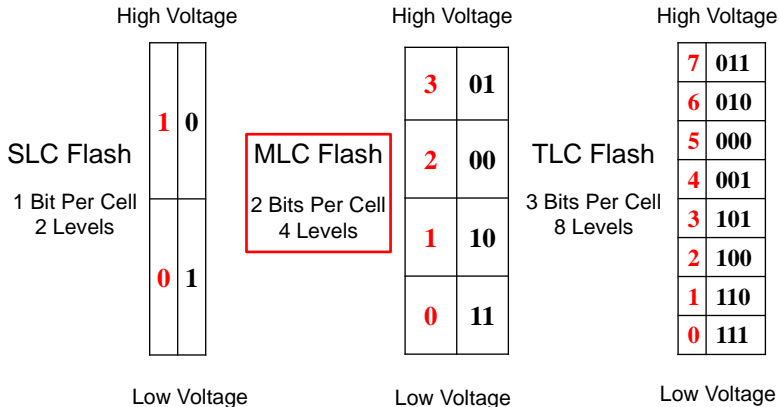 High Voltage
1 0
SLC Flash
1 Bit Per Cell
2 Levels
0 1
Low Voltage
High Voltage
3 01
MLC Flash
2 00
2 Bits Per Cell
4 Levels
1 10
0 11
Low Voltage
High Voltage
7 011
6 010
5 000
TLC Flash
4 001
3 Bits Per Cell
8 Levels
3 101
2 100
1 110
0 111
Low Voltage